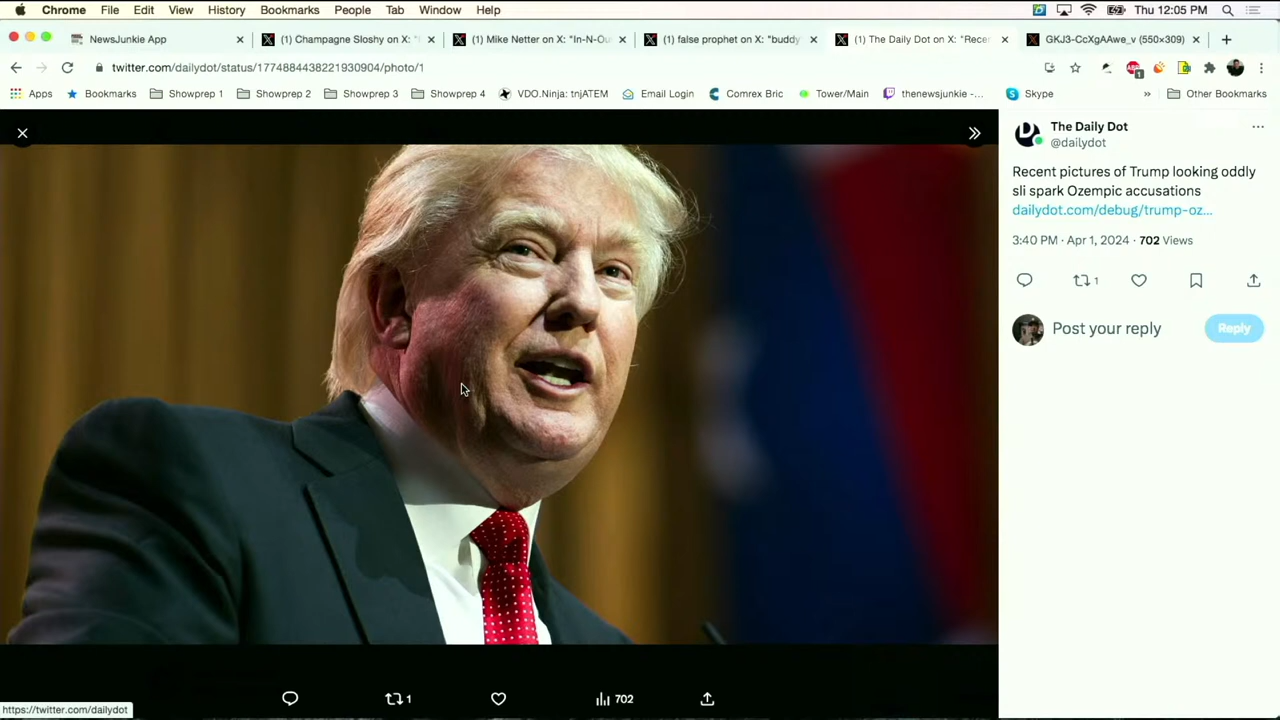 Chrome File Edit View History Bookmarks People Tab Window Help Thu 12:05 PM
NewsJunkie App (1) Champagne Sloshy on X: " (1) Mike Netter on X: "In-N-Ou (1) false prophet on X: "buddy (1) The Daily Dot on X: "Rece GKJ3-CcXgAAwe_v (550×309)
twitter.com/dailydot/status/1774884438221930904/photo/1 1
Apps Bookmarks Showprep 1 Showprep 2 Showprep 3 Showprep 4 VDO.Ninja: tnjATEM Email Login Comrex Bric Tower/Main thenewsjunkie -... Skype » Other Bookmarks
The Daily Dot
@dailydot
Recent pictures of Trump looking oddly
sli spark Ozempic accusations
dailydot.com/debug/trump-oz...
3:40 PM · Apr 1, 2024 · 702 Views
1
Post your reply Reply
1 702
https://twitter.com/dailydot